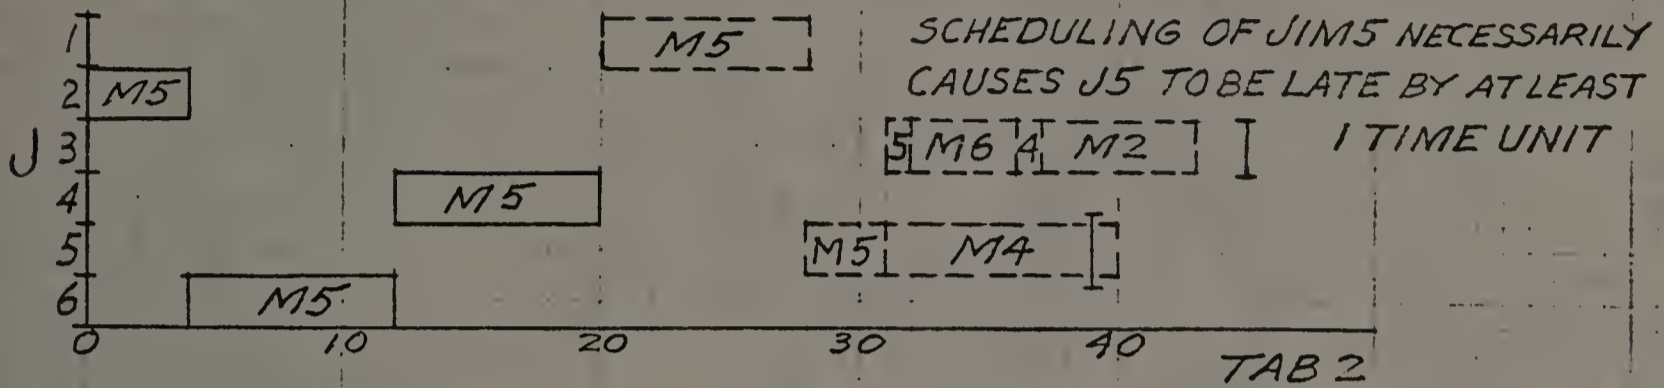 1 M5 SCHEDULING OF J1M5 NECESSARILY
2 M5 CAUSES J5 TO BE LATE BY AT LEAST
J 3 5 M6 4 M2 1 TIME UNIT
4 M5
5 M5 M4
6 M5
0 10 20 30 40
TAB 2